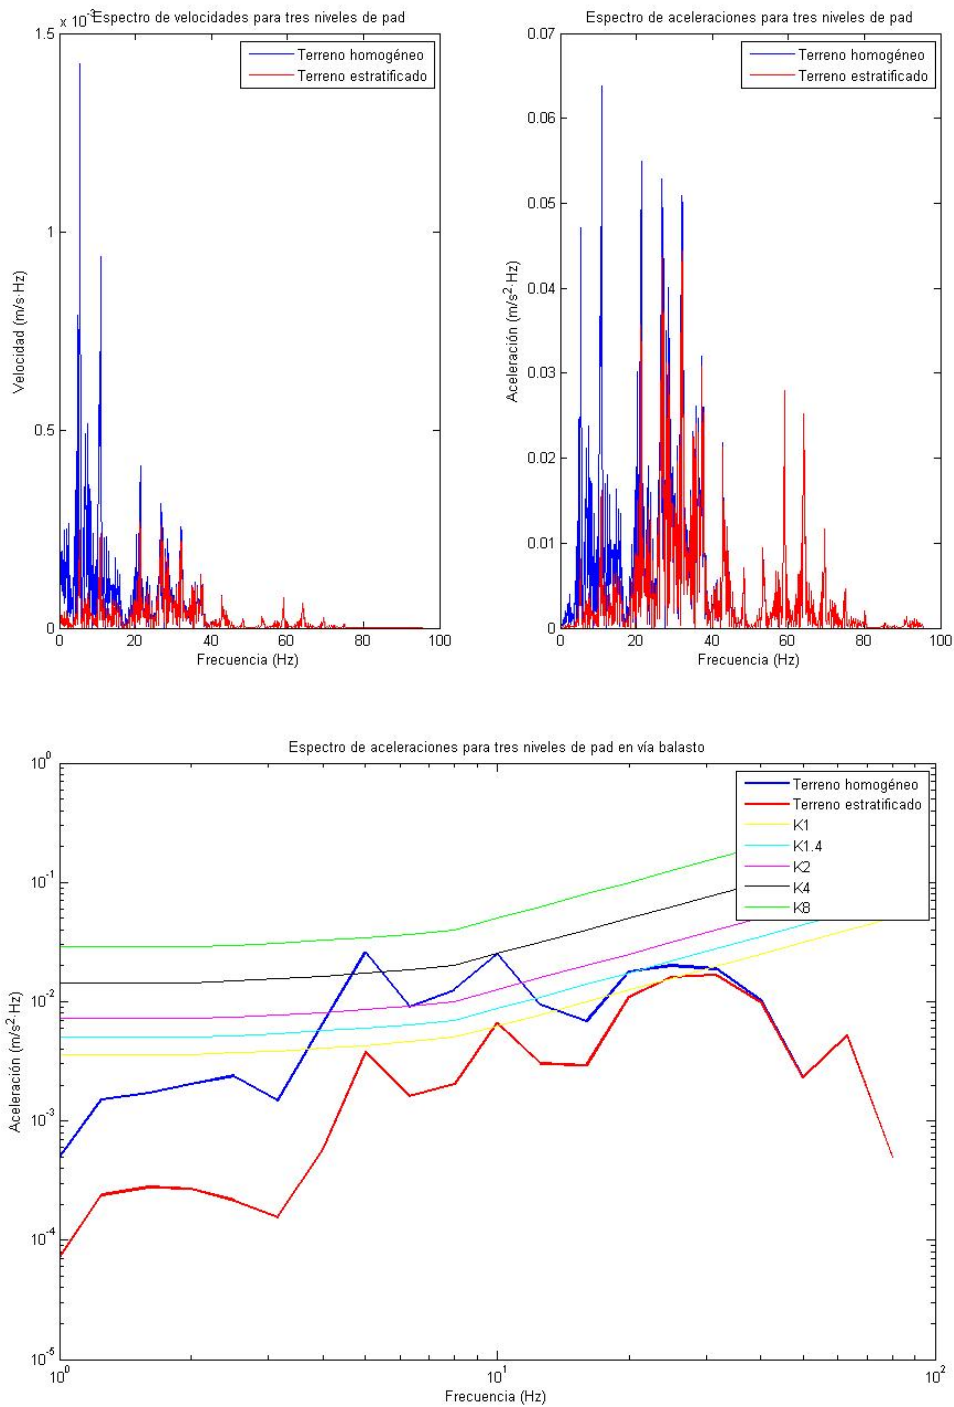 Espectro de velocidades para tres niveles de pad
x 10⁻³
Terreno homogéneo
Terreno estratificado
1.5
1
0.5
0
Velocidad (m/s·Hz)
0 20 40 60 80 100
Frecuencia (Hz)
Espectro de aceleraciones para tres niveles de pad
Terreno homogéneo
Terreno estratificado
0.07
0.06
0.05
0.04
0.03
0.02
0.01
0
Aceleración (m/s²·Hz)
0 20 40 60 80 100
Frecuencia (Hz)
Espectro de aceleraciones para tres niveles de pad en vía balasto
Terreno homogéneo
Terreno estratificado
K1
K1.4
K2
K4
K8
10⁰
10⁻¹
10⁻²
10⁻³
10⁻⁴
10⁻⁵
Aceleración (m/s²·Hz)
10⁰ 10¹ 10²
Frecuencia (Hz)